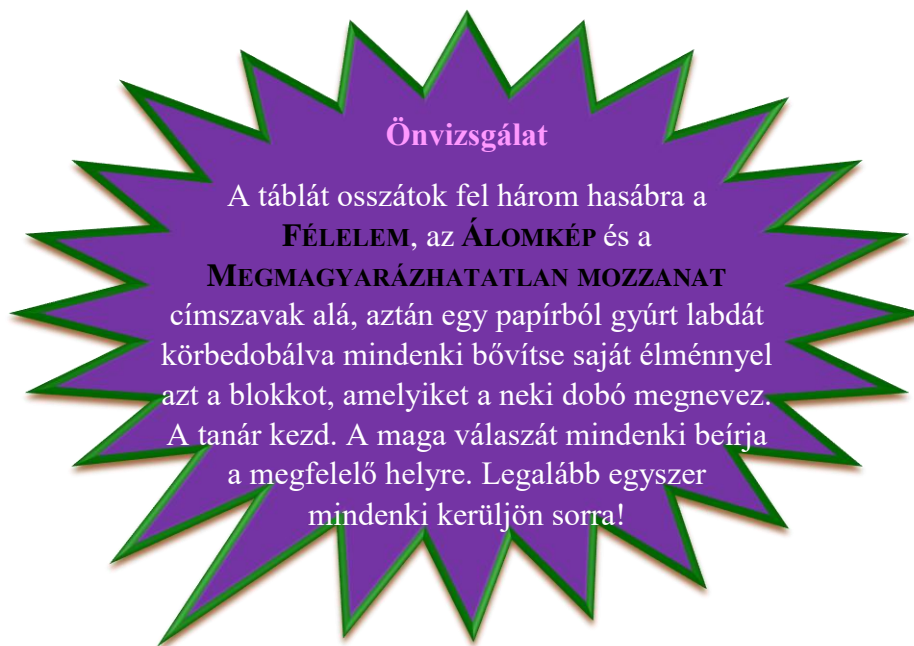 Önvizsgálat
A táblát osszátok fel három hasábra a
FÉLELEM, az ÁLOMKÉP és a
MEGMAGYARÁZHATATLAN MOZZANAT
címszavak alá, aztán egy papírból gyúrt labdát
körbedobálva mindenki bővítse saját élménnyel
azt a blokkot, amelyiket a neki dobó megnevez.
A tanár kezd. A maga válaszát mindenki beírja
a megfelelő helyre. Legalább egyszer
mindenki kerüljön sorra!